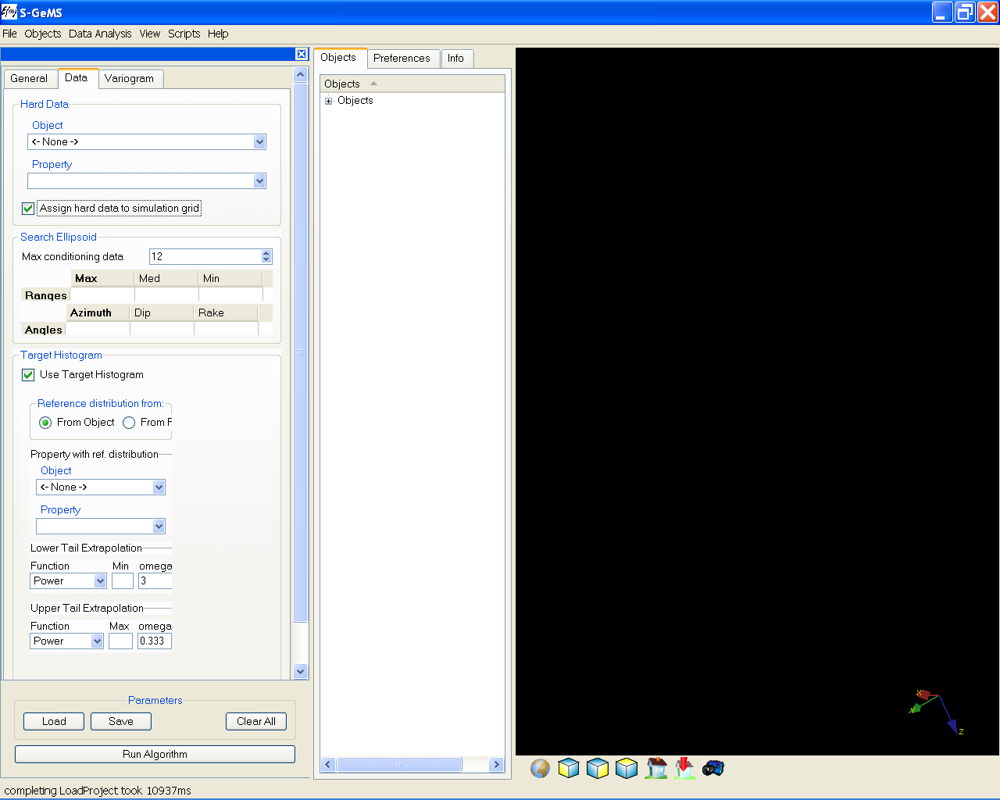 S-GeMS
File Objects Data Analysis View Scripts Help
General Data Variogram
Hard Data
Object
<- None ->
Property
Assign hard data to simulation grid
Search Ellipsoid
Max conditioning data 12
Max Med Min
Ranges
Azimuth Dip Rake
Angles
Target Histogram
Use Target Histogram
Reference distribution from:
From Object From F
Property with ref. distribution
Object
<- None ->
Property
Lower Tail Extrapolation
Function Min omega
Power 3
Upper Tail Extrapolation
Function Max omega
Power 0.333
Parameters
Load Save Clear All
Run Algorithm
Objects Preferences Info
Objects
Objects
X
Y
Z
completing LoadProject took 10937ms